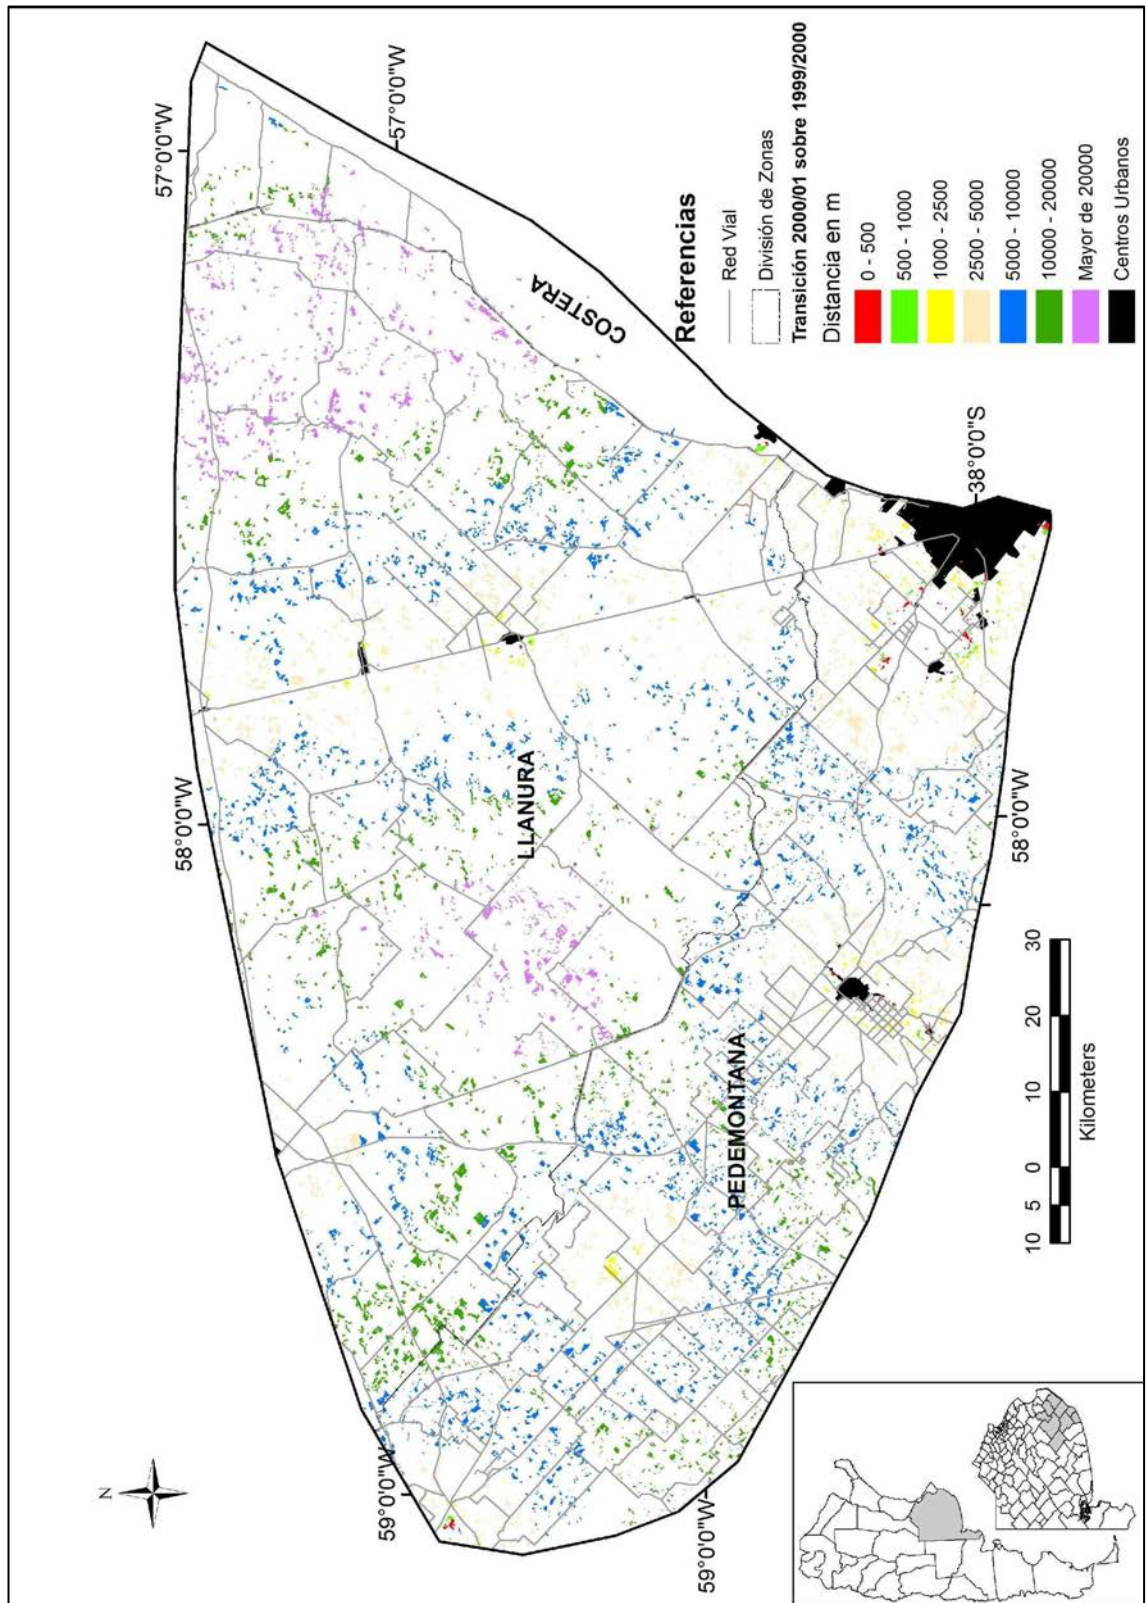 N
57°0'0"W
57°0'0"W
58°0'0"W
58°0'0"W
59°0'0"W
59°0'0"W
38°0'0"S
COSTERA
LLANURA
PEDEMONTANA
Referencias
Red Vial
División de Zonas
Transición 2000/01 sobre 1999/2000
Distancia en m
0 - 500
500 - 1000
1000 - 2500
2500 - 5000
5000 - 10000
10000 - 20000
Mayor de 20000
Centros Urbanos
10 5 0 10 20 30
Kilometers